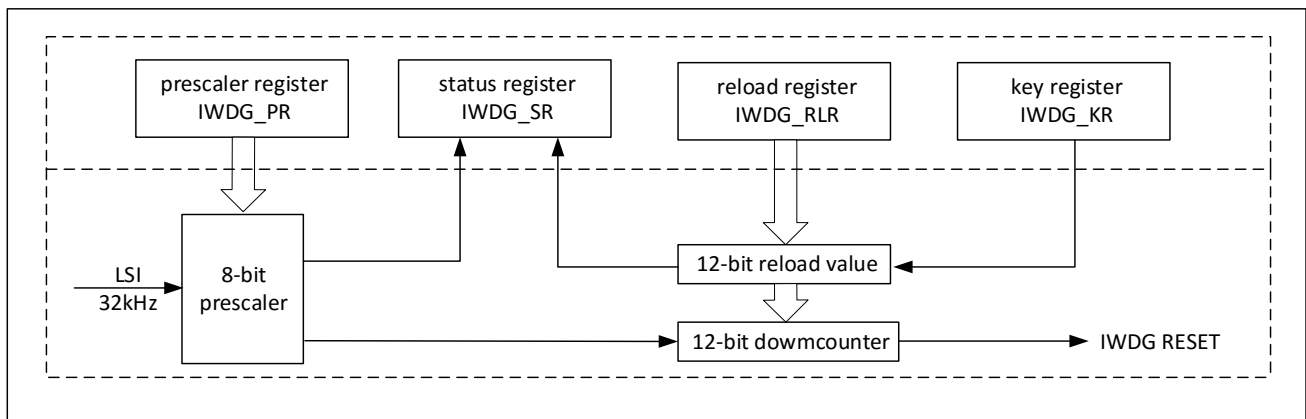 prescaler register
IWDG_PR
status register
IWDG_SR
reload register
IWDG_RLR
key register
IWDG_KR
LSI
32kHz
8-bit
prescaler
12-bit reload value
12-bit dowmcounter
IWDG RESET